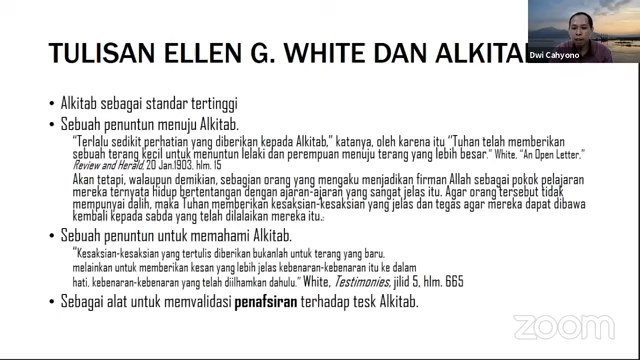 TULISAN ELLEN G. WHITE DAN ALKITA
Dwi Cahyono
• Alkitab sebagai standar tertinggi
• Sebuah penuntun menuju Alkitab.
“Terlalu sedikit perhatian yang diberikan kepada Alkitab,” katanya, oleh karena itu “Tuhan telah memberikan
sebuah terang kecil untuk menuntun lelaki dan perempuan menuju terang yang lebih besar.” White, “An Open Letter,”
Review and Herald, 20 Jan.1903, hlm. 15
Akan tetapi, walaupun demikian, sebagian orang yang mengaku menjadikan firman Allah sebagai pokok pelajaran
mereka ternyata hidup bertentangan dengan ajaran-ajaran yang sangat jelas itu. Agar orang tersebut tidak
mempunyai dalih, maka Tuhan memberikan kesaksian-kesaksian yang jelas dan tegas agar mereka dapat dibawa
kembali kepada sabda yang telah dilalaikan mereka itu.
• Sebuah penuntun untuk memahami Alkitab.
“Kesaksian-kesaksian yang tertulis diberikan bukanlah untuk terang yang baru,
melainkan untuk memberikan kesan yang lebih jelas kebenaran-kebenaran itu ke dalam
hati, kebenaran-kebenaran yang telah diilhamkan dahulu.” White, Testimonies, jilid 5, hlm. 665
• Sebagai alat untuk memvalidasi penafsiran terhadap tesk Alkitab.
zoom